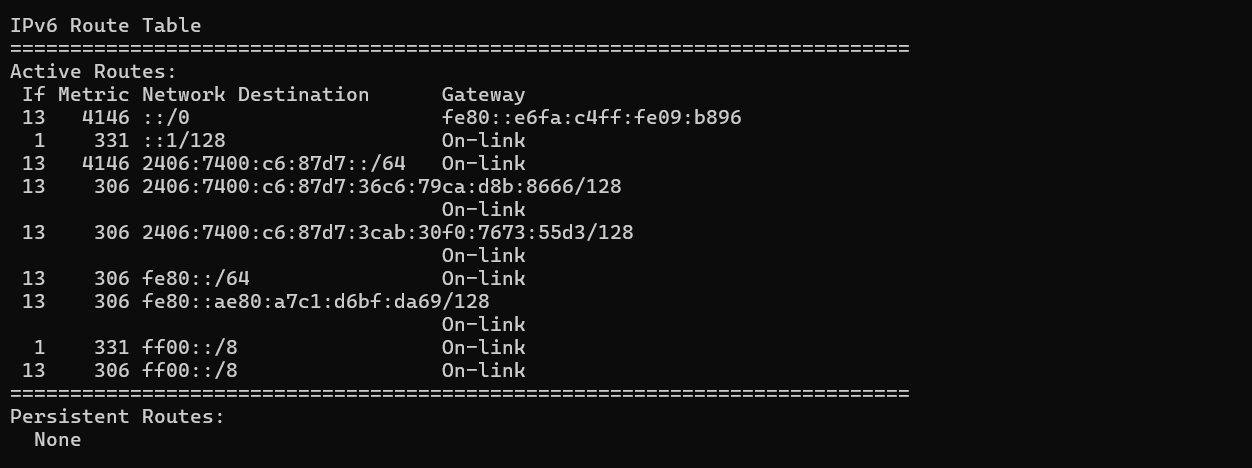 IPv6 Route Table
===========================================================================
Active Routes:
 If Metric Network Destination      Gateway
 13   4146 ::/0                     fe80::e6fa:c4ff:fe09:b896
  1    331 ::1/128                  On-link
 13   4146 2406:7400:c6:87d7::/64   On-link
 13    306 2406:7400:c6:87d7:36c6:79ca:d8b:8666/128
                                    On-link
 13    306 2406:7400:c6:87d7:3cab:30f0:7673:55d3/128
                                    On-link
 13    306 fe80::/64                On-link
 13    306 fe80::ae80:a7c1:d6bf:da69/128
                                    On-link
  1    331 ff00::/8                 On-link
 13    306 ff00::/8                 On-link
===========================================================================
Persistent Routes:
  None